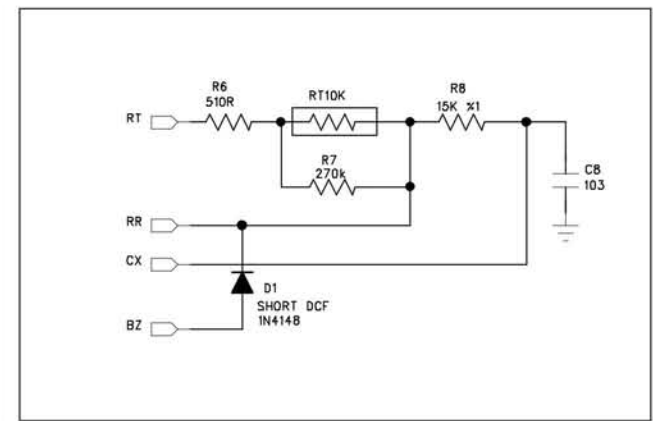 R6
510R
RT
RT10K
R8
15K %1
R7
270k
C8
103
RR
CX
D1
SHORT DCF
1N4148
BZ